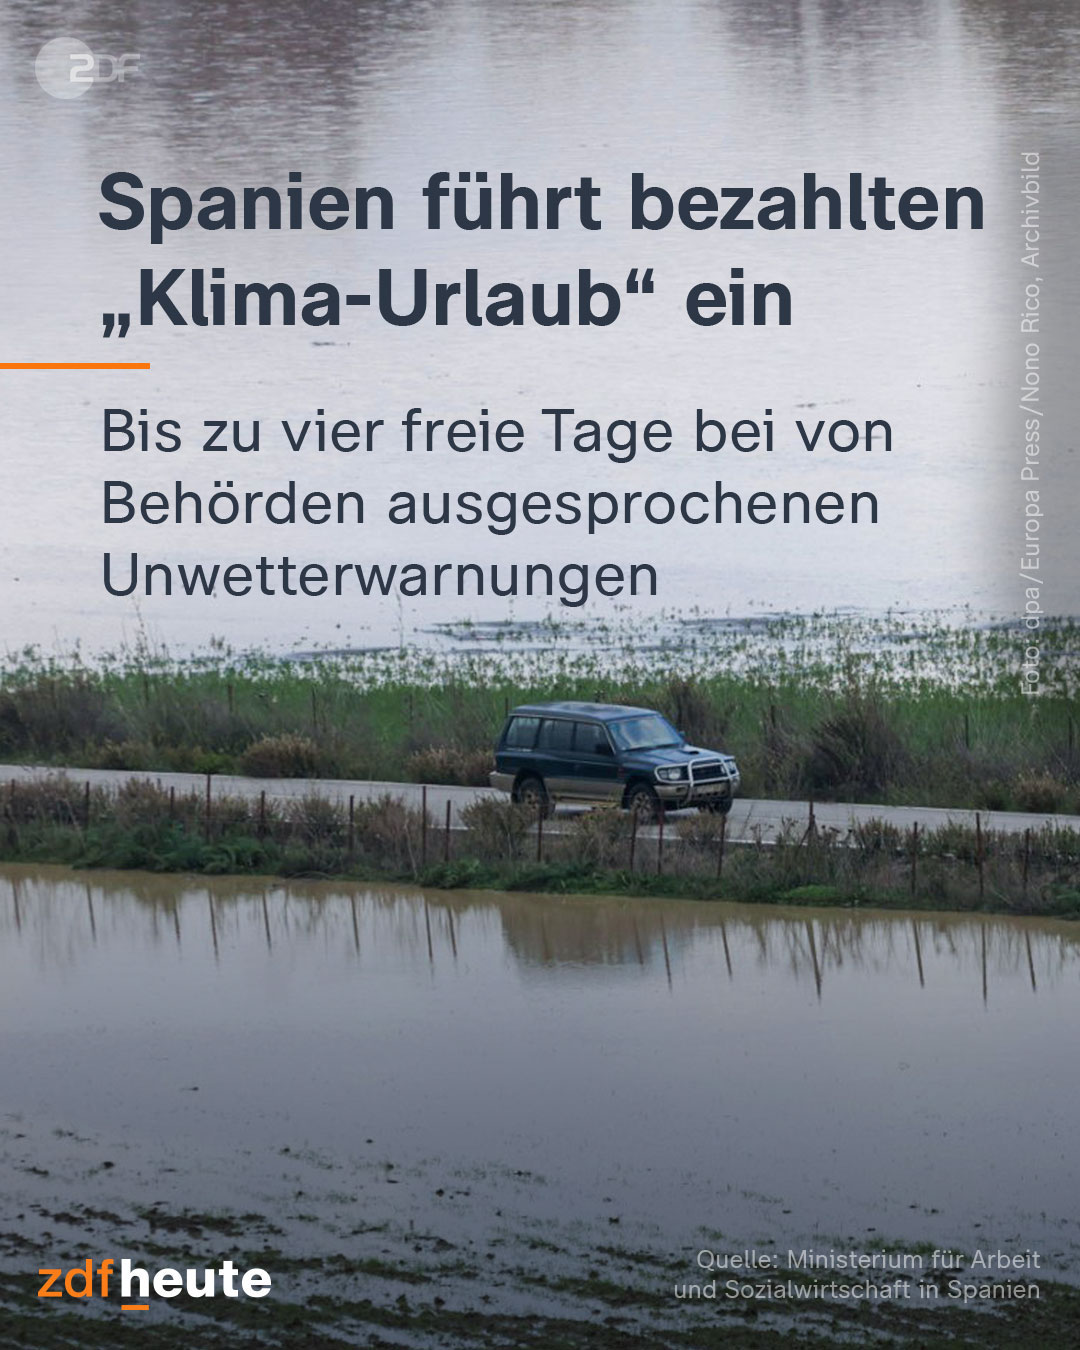 ZDF
Spanien führt bezahlten
„Klima-Urlaub“ ein
Bis zu vier freie Tage bei von
Behörden ausgesprochenen
Unwetterwarnungen
Foto: dpa/Europa Press/Nono Rico, Archivbild
zdfheute
Quelle: Ministerium für Arbeit
und Sozialwirtschaft in Spanien